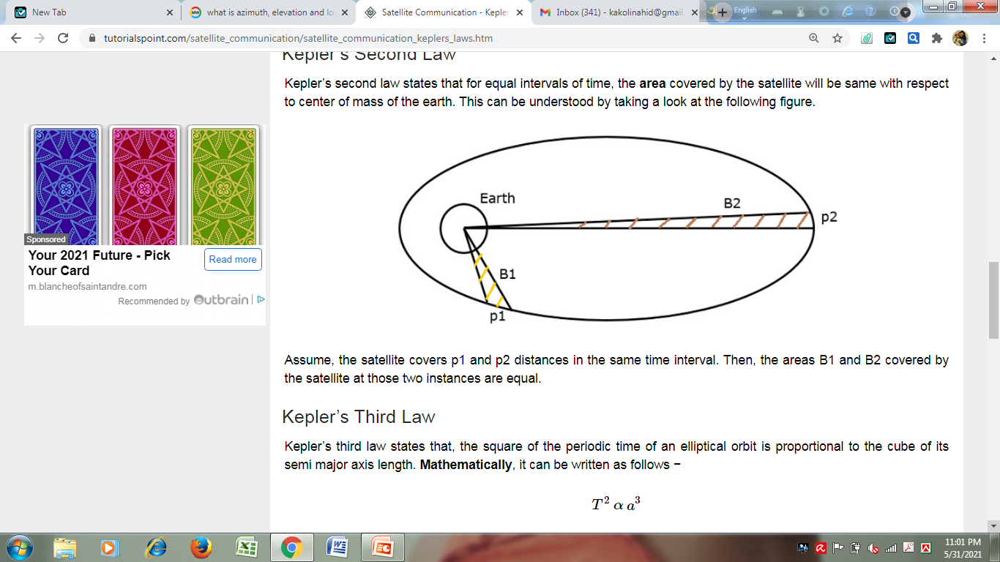 New Tab
what is azimuth, elevation and lo
Satellite Communication - Kepler
Inbox (341) - kakolinahid@gmail
English
tutorialspoint.com/satellite_communication/satellite_communication_keplers_laws.htm
Kepler's Second Law
Kepler's second law states that for equal intervals of time, the area covered by the satellite will be same with respect
to center of mass of the earth. This can be understood by taking a look at the following figure.
Earth
B2
p2
B1
p1
Sponsored
Your 2021 Future - Pick
Your Card
Read more
m.blancheofsaintandre.com
Recommended by Outbrain
Assume, the satellite covers p1 and p2 distances in the same time interval. Then, the areas B1 and B2 covered by
the satellite at those two instances are equal.
Kepler's Third Law
Kepler's third law states that, the square of the periodic time of an elliptical orbit is proportional to the cube of its
semi major axis length. Mathematically, it can be written as follows −
T² α a³
11:01 PM
5/31/2021